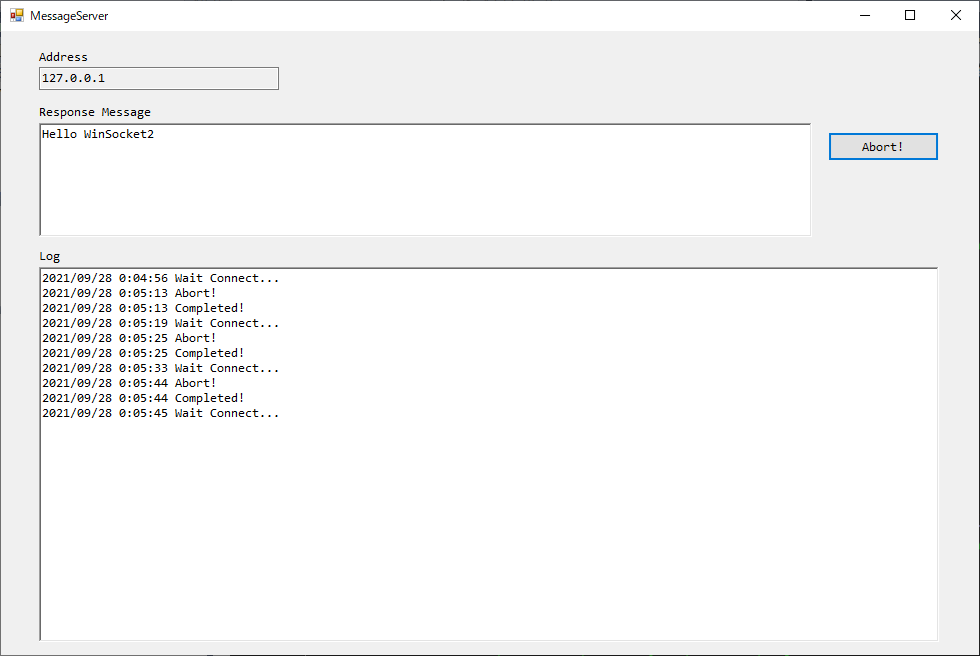 MessageServer
Address
127.0.0.1
Response Message
Hello WinSocket2
Abort!
Log
2021/09/28 0:04:56 Wait Connect...
2021/09/28 0:05:13 Abort!
2021/09/28 0:05:13 Completed!
2021/09/28 0:05:19 Wait Connect...
2021/09/28 0:05:25 Abort!
2021/09/28 0:05:25 Completed!
2021/09/28 0:05:33 Wait Connect...
2021/09/28 0:05:44 Abort!
2021/09/28 0:05:44 Completed!
2021/09/28 0:05:45 Wait Connect...